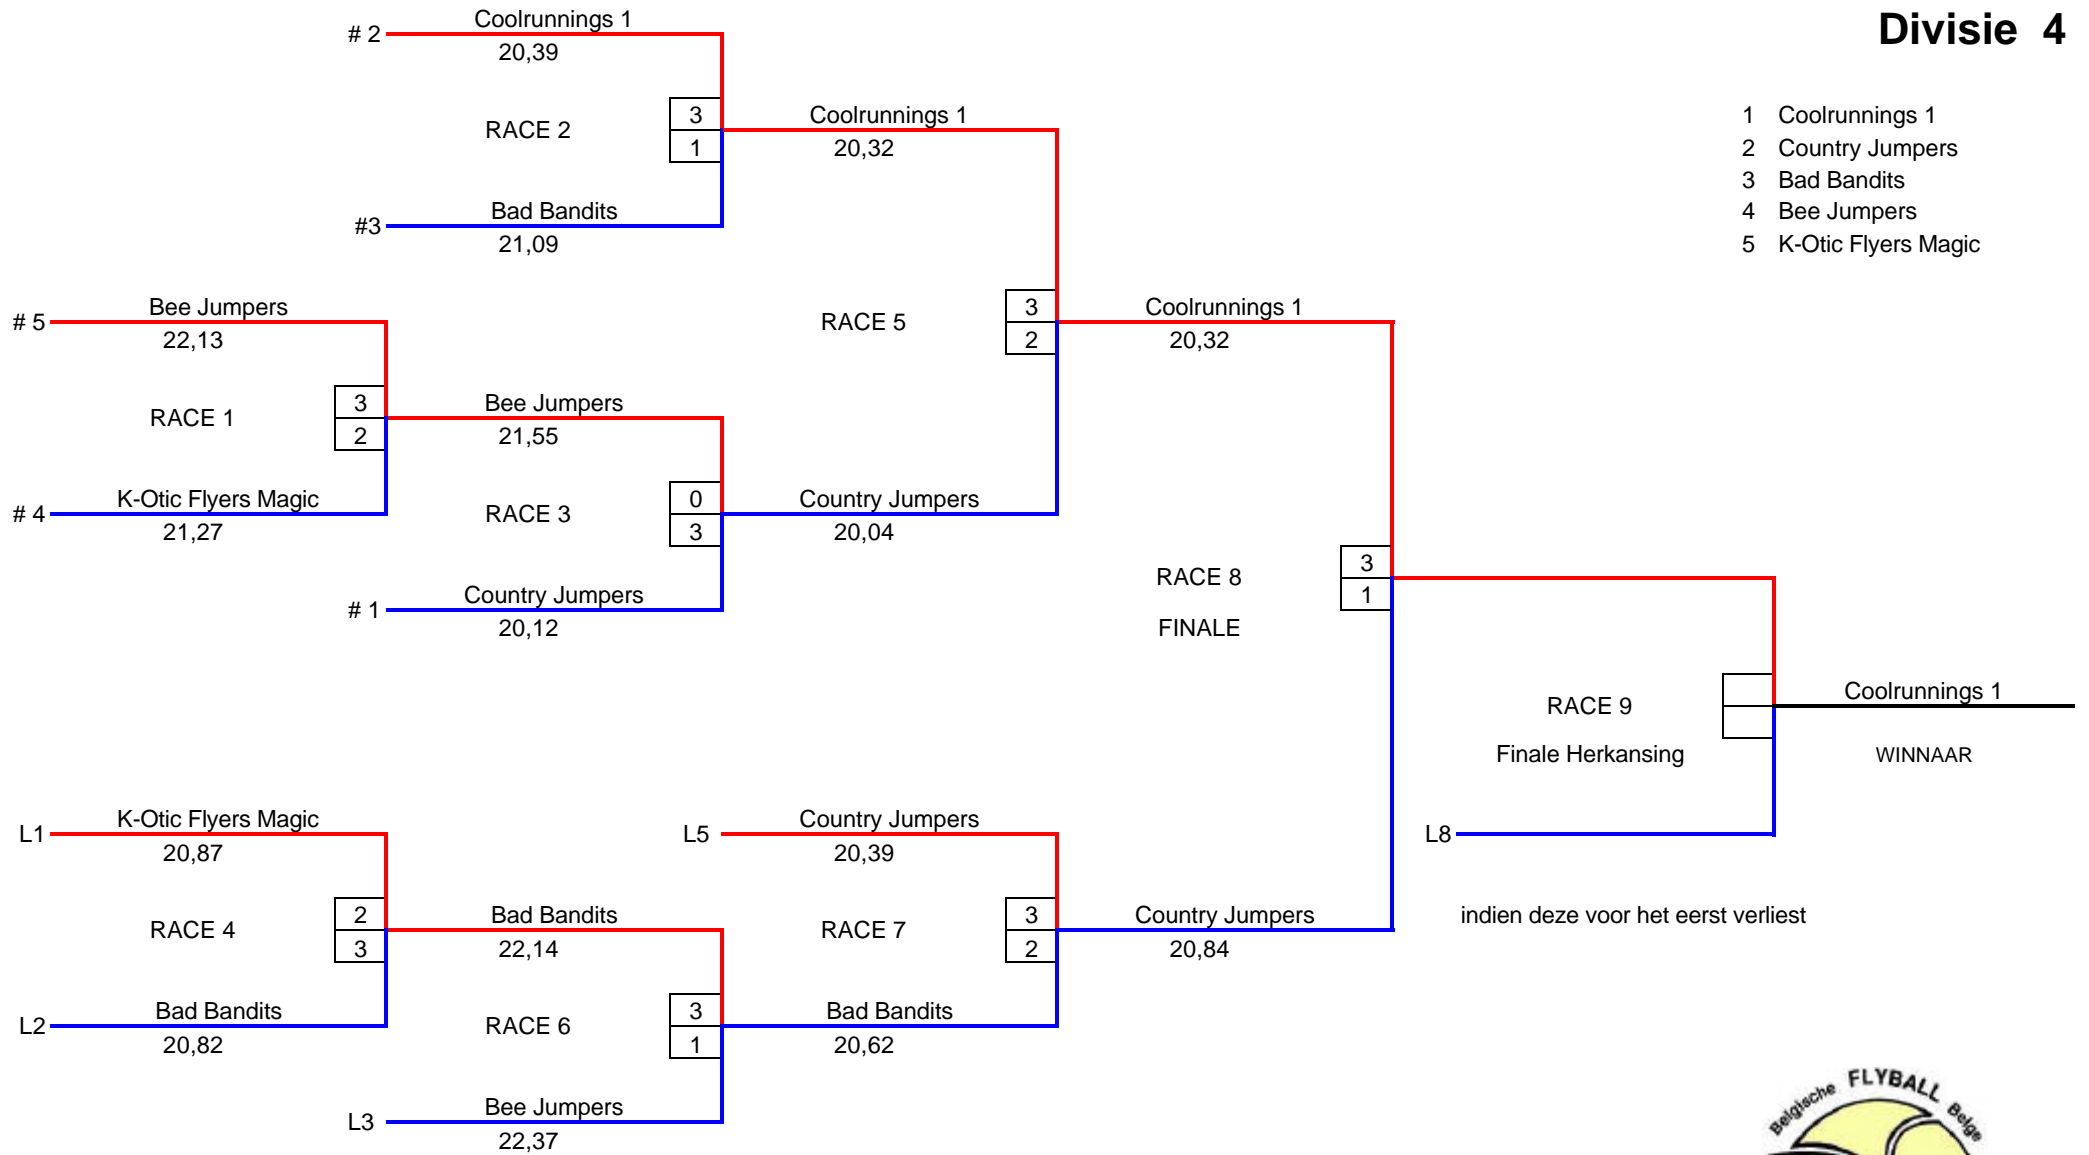 Divisie 4
1 Coolrunnings 1
2 Country Jumpers
3 Bad Bandits
4 Bee Jumpers
5 K-Otic Flyers Magic
# 2 Coolrunnings 1
20,39
RACE 2
3
1
#3 Bad Bandits
21,09
# 5 Bee Jumpers
22,13
RACE 1
3
2
# 4 K-Otic Flyers Magic
21,27
Bee Jumpers
21,55
RACE 3
0
3
# 1 Country Jumpers
20,12
Coolrunnings 1
20,32
RACE 5
3
2
Country Jumpers
20,04
Coolrunnings 1
20,32
RACE 8
FINALE
3
1
L1 K-Otic Flyers Magic
20,87
RACE 4
2
3
L2 Bad Bandits
20,82
Bad Bandits
22,14
RACE 6
3
1
L3 Bee Jumpers
22,37
L5 Country Jumpers
20,39
RACE 7
3
2
Bad Bandits
20,62
Country Jumpers
20,84
RACE 9
Finale Herkansing
L8
indien deze voor het eerst verliest
Coolrunnings 1
WINNAAR
Belgische FLYBALL Belge